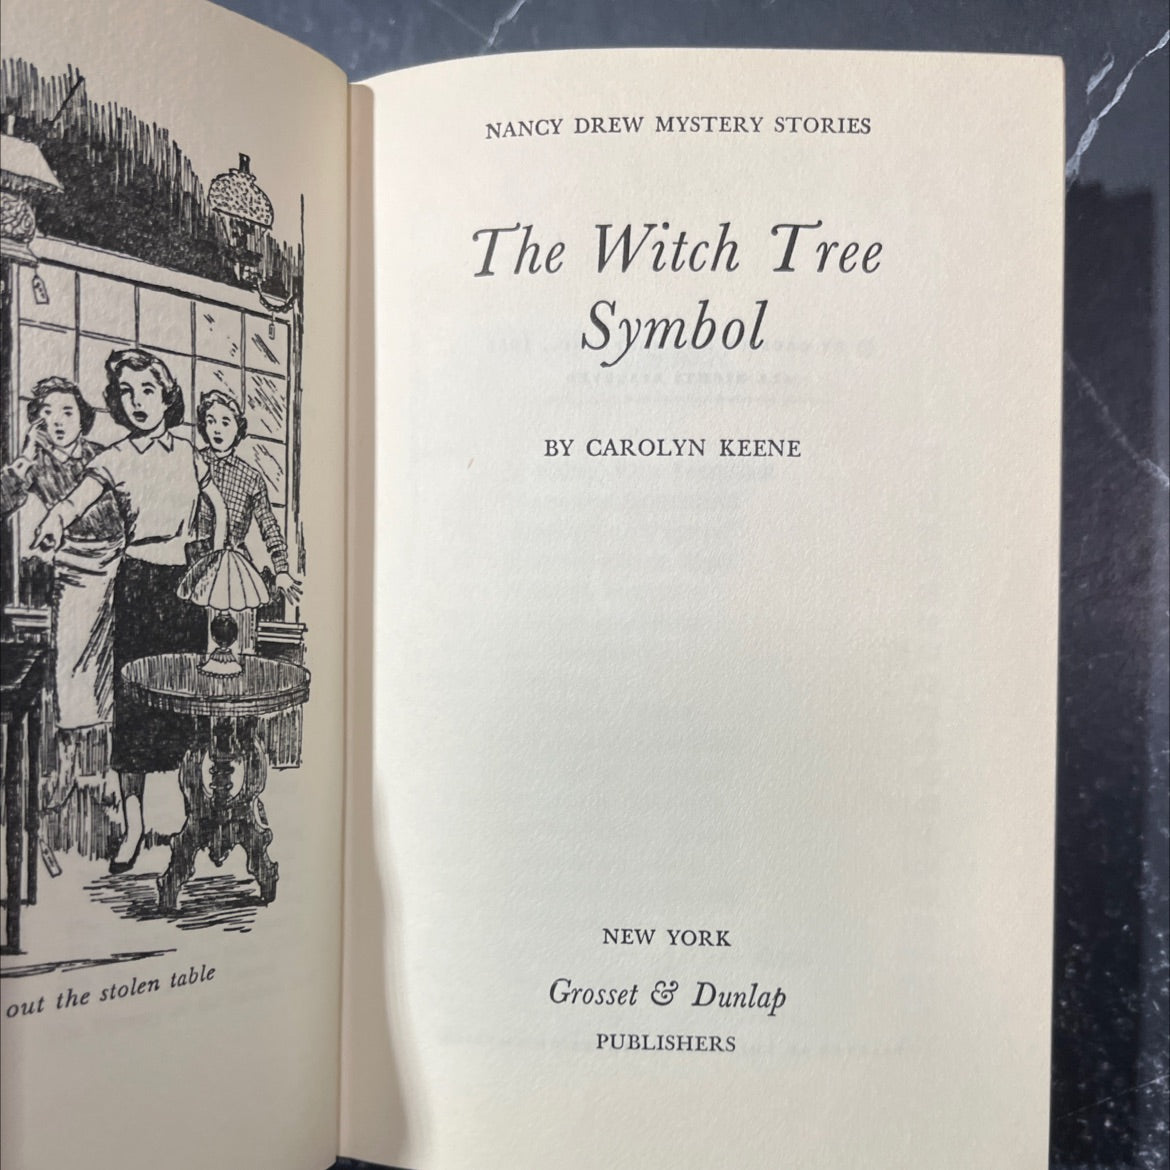 out the stolen table
NANCY DREW MYSTERY STORIES
The Witch Tree
Symbol
BY CAROLYN KEENE
NEW YORK
Grosset & Dunlap
PUBLISHERS